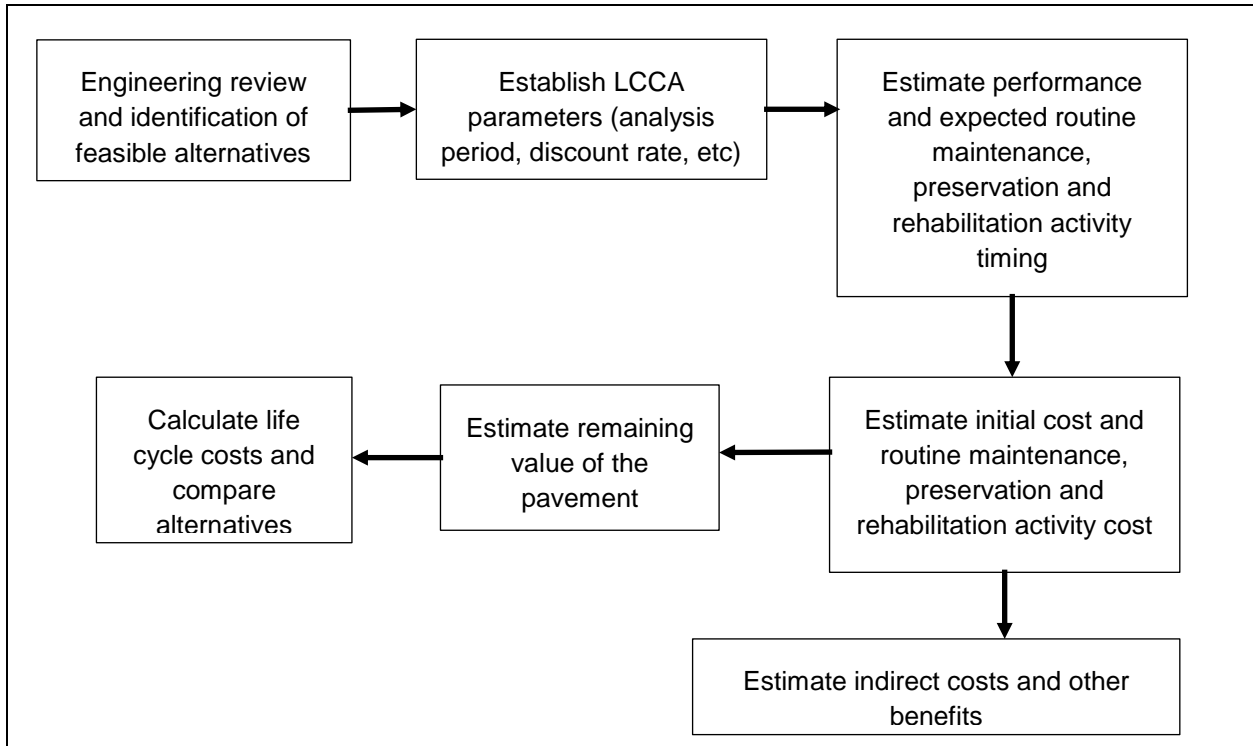 Engineering review
and identification of
feasible alternatives
Establish LCCA
parameters (analysis
period, discount rate, etc)
Estimate performance
and expected routine
maintenance,
preservation and
rehabilitation activity
timing
Estimate initial cost and
routine maintenance,
preservation and
rehabilitation activity cost
Estimate remaining
value of the
pavement
Calculate life
cycle costs and
compare
alternatives
Estimate indirect costs and other
benefits